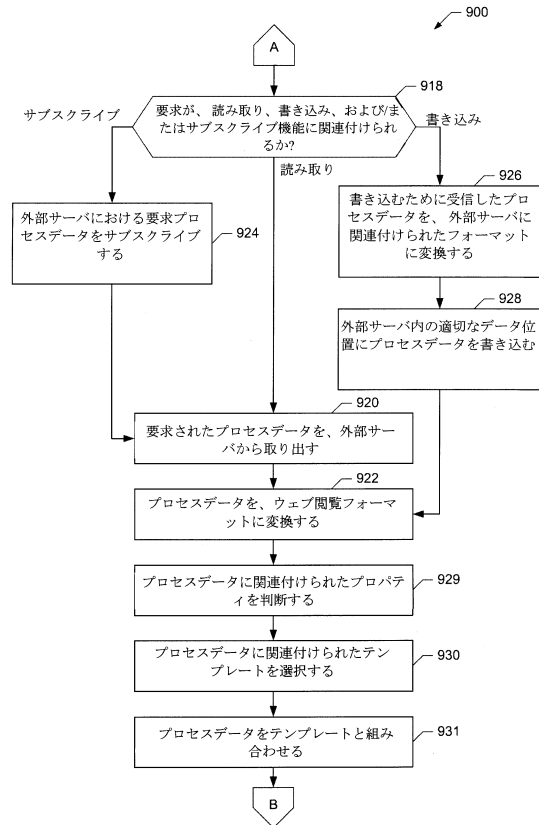 900
A
918
要求が、読み取り、書き込み、および/ま
たはサブスクライブ機能に関連付けられ
るか?
サブスクライブ
書き込み
読み取り
926
書き込むために受信したプロ
セスデータを、外部サーバに
関連付けられたフォーマット
に変換する
外部サーバにおける要求プロ
セスデータをサブスクライブ
する
924
928
外部サーバ内の適切なデータ位
置にプロセスデータを書き込む
920
要求されたプロセスデータを、外部サー
バから取り出す
922
プロセスデータを、ウェブ閲覧フォーマッ
トに変換する
プロセスデータに関連付けられたプロパテ
ィを判断する
929
プロセスデータに関連付けられたテン
プレートを選択する
930
プロセスデータをテンプレートと組み
合わせる
931
B